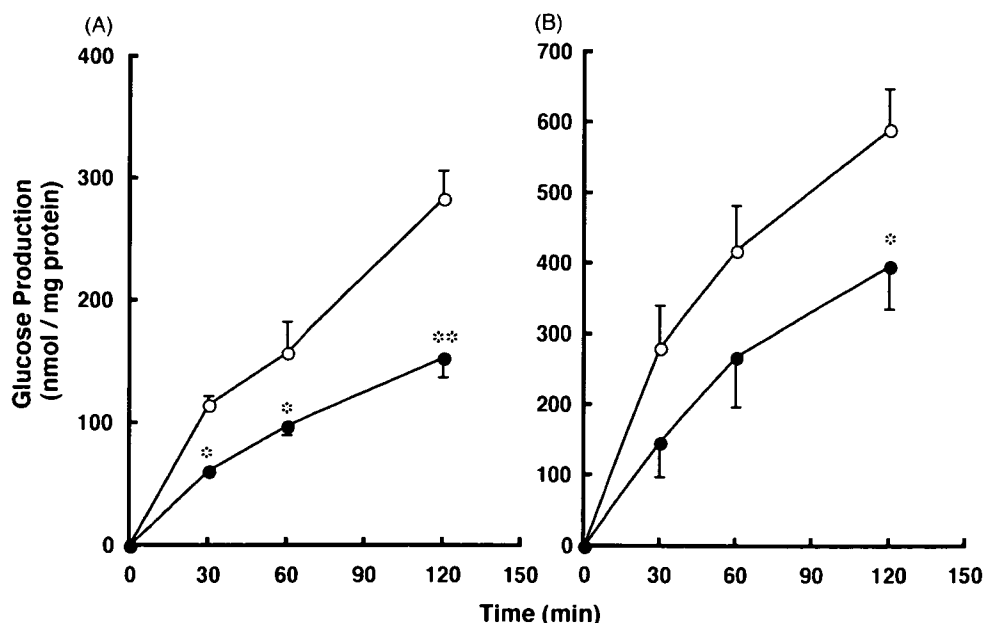 (A)
(B)
Glucose Production
(nmol / mg protein)
400
300
200
100
0
0 30 60 90 120 150
*
*
**
700
600
500
400
300
200
100
0
0 30 60 90 120 150
*
Time (min)